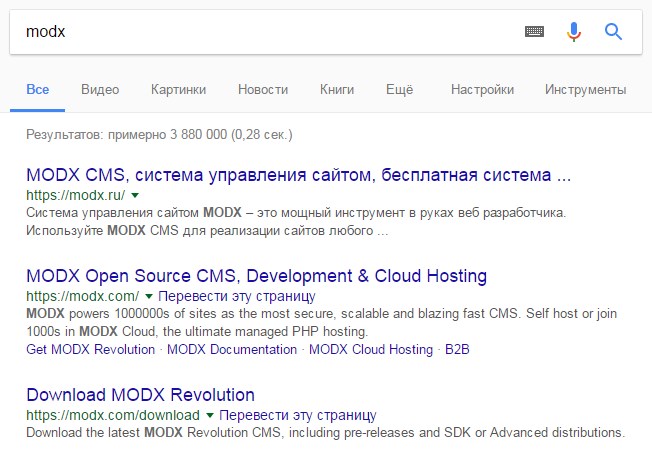 modx
Все Видео Картинки Новости Книги Ещё Настройки Инструменты
Результатов: примерно 3 880 000 (0,28 сек.)
MODX CMS, система управления сайтом, бесплатная система ...
https://modx.ru/
Система управления сайтом MODX – это мощный инструмент в руках веб разработчика.
Используйте MODX CMS для реализации сайтов любого ...
MODX Open Source CMS, Development & Cloud Hosting
https://modx.com/ Перевести эту страницу
MODX powers 1000000s of sites as the most secure, scalable and blazing fast CMS. Self host or join
1000s in MODX Cloud, the ultimate managed PHP hosting.
Get MODX Revolution · MODX Documentation · MODX Cloud Hosting · B2B
Download MODX Revolution
https://modx.com/download Перевести эту страницу
Download the latest MODX Revolution CMS, including pre-releases and SDK or Advanced distributions.